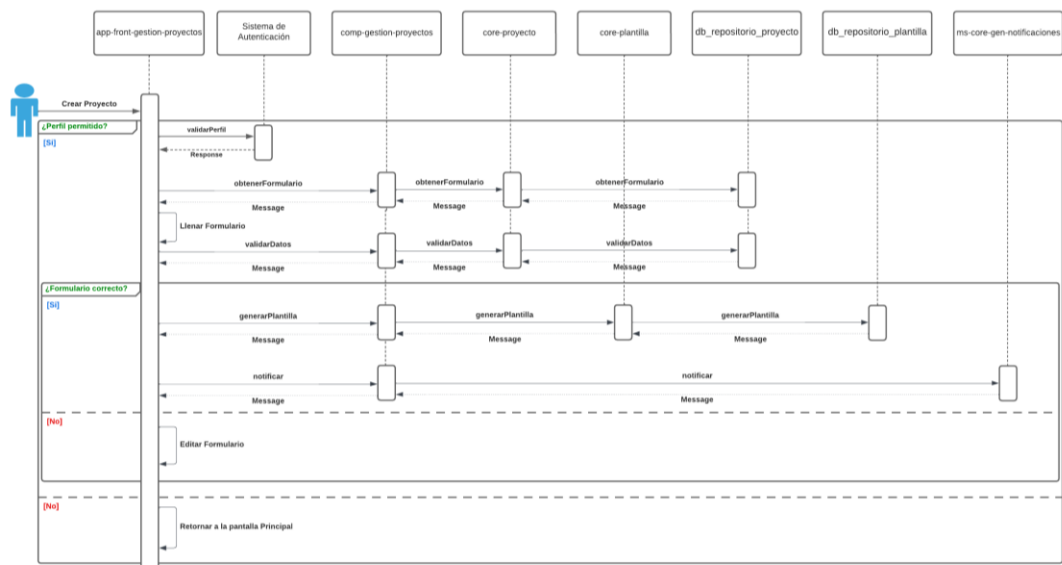 app-front-gestion-proyectos
Sistema de
Autenticación
comp-gestion-proyectos
core-proyecto
core-plantilla
db_repositorio_proyecto
db_repositorio_plantilla
ms-core-gen-notificaciones
Crear Proyecto
¿Perfil permitido?
[Si]
validarPerfil
Response
obtenerFormulario
obtenerFormulario
obtenerFormulario
Message
Message
Message
Llenar Formulario
validarDatos
validarDatos
validarDatos
Message
Message
Message
¿Formulario correcto?
[Si]
generarPlantilla
generarPlantilla
generarPlantilla
Message
Message
Message
notificar
notificar
Message
Message
[No]
Editar Formulario
[No]
Retornar a la pantalla Principal